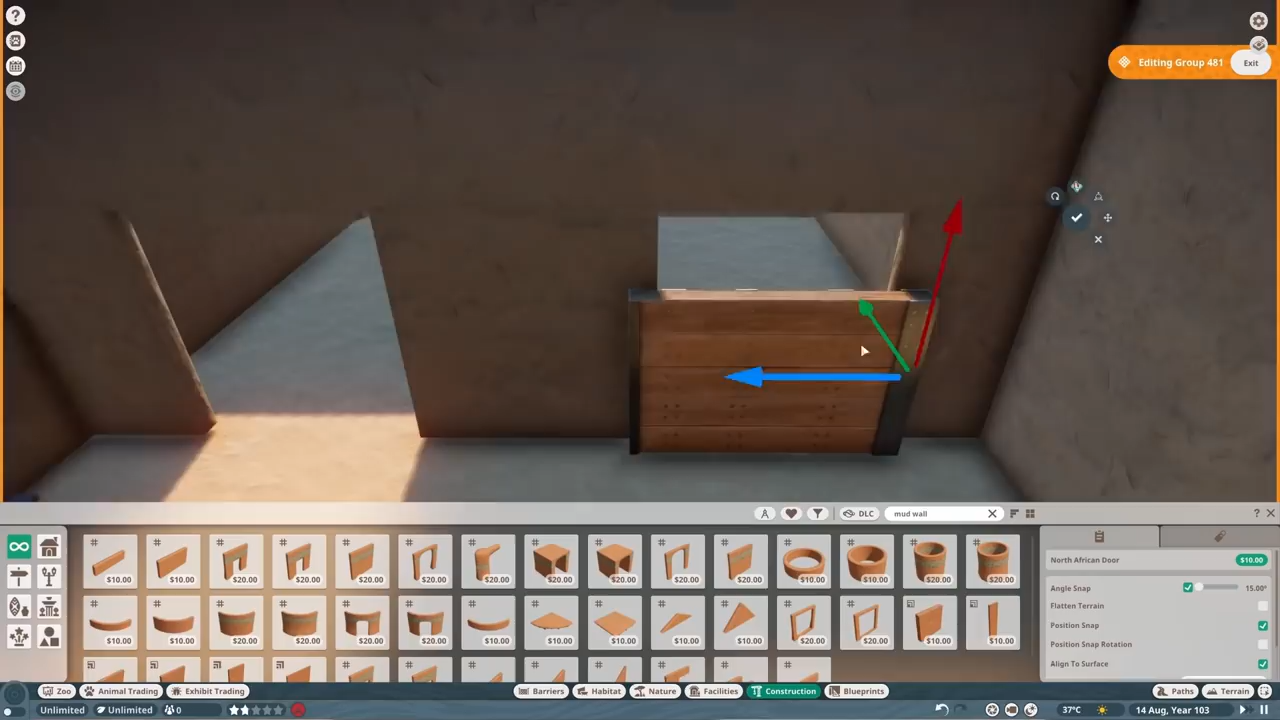 ?
Editing Group 481
Exit
DLC
mud wall
?
$10.00 $10.00 $20.00 $20.00 $20.00 $20.00 $20.00 $20.00 $20.00 $20.00 $20.00 $10.00 $10.00 $20.00 $20.00
$10.00 $10.00 $20.00 $20.00 $20.00 $20.00 $10.00 $20.00 $10.00 $10.00 $10.00 $20.00 $20.00 $10.00 $10.00
North African Door
$10.00
Angle Snap
15.00°
Flatten Terrain
Position Snap
Position Snap Rotation
Align To Surface
Zoo
Animal Trading
Exhibit Trading
Barriers
Habitat
Nature
Facilities
Construction
Blueprints
Paths
Terrain
Unlimited
Unlimited
0
37°C
14 Aug, Year 103